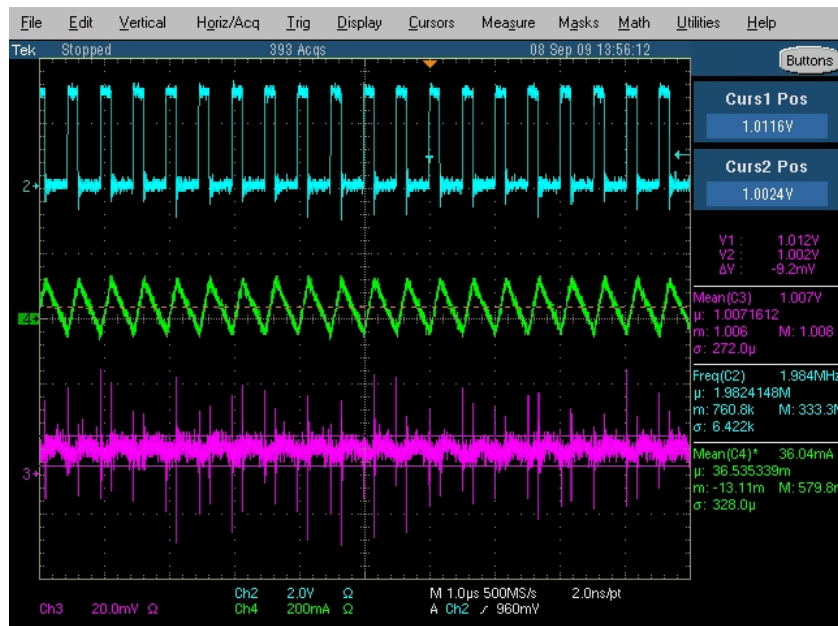 File Edit Vertical Horiz/Acq Trig Display Cursors Measure Masks Math Utilities Help
Tek Stopped 393 Acqs 08 Sep 09 13:56:12
Buttons
Curs1 Pos
1.0116V
Curs2 Pos
1.0024V
2
V1 : 1.012V
V2 : 1.002V
ΔV : -9.2mV
Mean(C3) 1.007V
µ: 1.0071612
m: 1.006 M: 1.008
σ: 272.0µ
4
Freq(C2) 1.984MHz
µ: 1.9824148M
m: 760.8k M: 333.3M
σ: 6.422k
3
Mean(C4)* 36.04mA
µ: 36.535339m
m: -13.11m M: 579.8m
σ: 328.0µ
Ch2 2.0V Ω M 1.0µs 500MS/s 2.0ns/pt
Ch3 20.0mV Ω Ch4 200mA Ω A Ch2 ⁄ 960mV